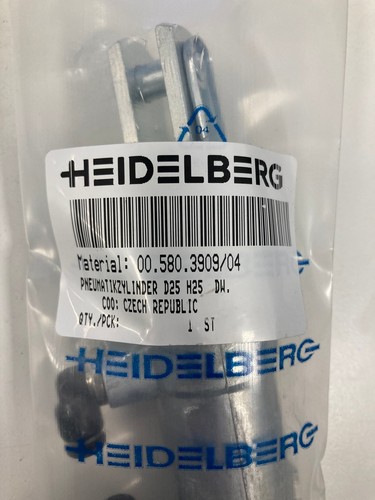 04
HEIDELBERG
Material: 00.580.3909/04
PNEUMATIKZYLINDER D25 H25 DW.
COO: CZECH REPUBLIC
QTY./PCK: 1 ST
HEIDELBERG
HEIDELBERG